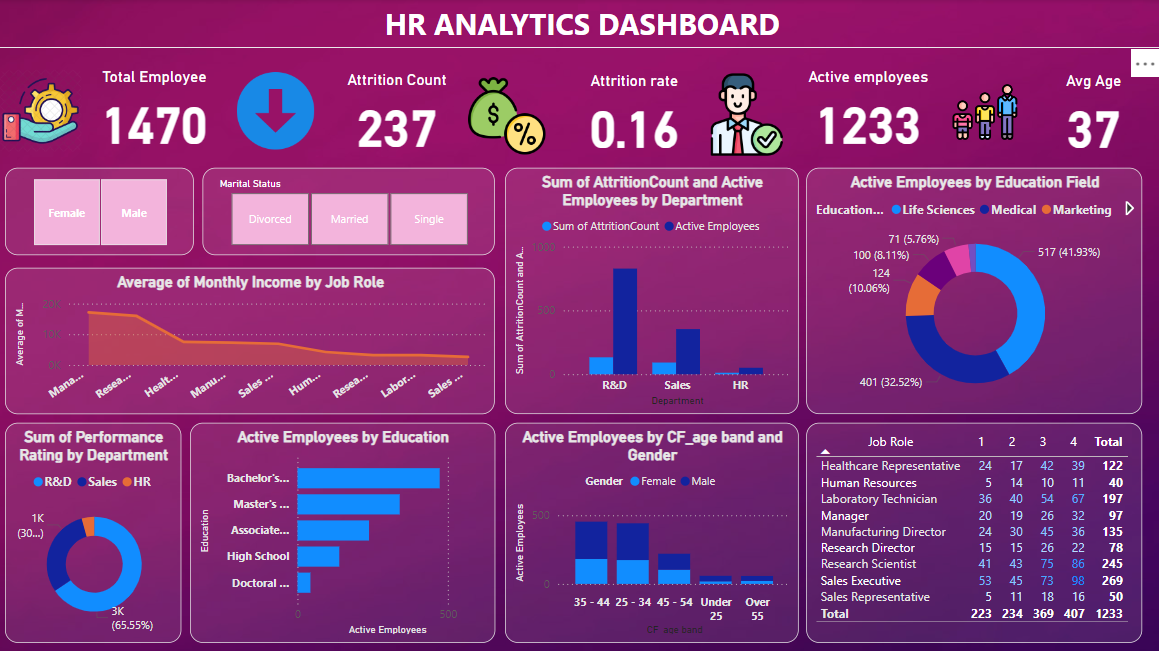 HR ANALYTICS DASHBOARD
Total Employee
1470
Attrition Count
237
$
%
Attrition rate
0.16
Active employees
1233
Avg Age
37
Female
Male
Marital Status
Divorced
Married
Single
Average of Monthly Income by Job Role
Average of M...
20K
10K
0K
Mana...
Resea...
Healt...
Manu...
Sales ...
Hum...
Resea...
Labor...
Sales ...
Sum of AttritionCount and Active
Employees by Department
Sum of AttritionCount
Active Employees
Sum of AttritionCount and A...
1000
500
0
R&D
Sales
HR
Department
Active Employees by Education Field
Education...
Life Sciences
Medical
Marketing
71 (5.76%)
100 (8.11%)
124
(10.06%)
517 (41.93%)
401 (32.52%)
Sum of Performance
Rating by Department
R&D
Sales
HR
1K
(30...)
3K
(65.55%)
Active Employees by Education
Education
Bachelor's...
Master's ...
Associate...
High School
Doctoral ...
0
500
Active Employees
Active Employees by CF_age band and
Gender
Gender
Female
Male
Active Employees
500
0
35 - 44
25 - 34
45 - 54
Under
25
Over
55
CF_age band
Job Role 1 2 3 4 Total
Healthcare Representative 24 17 42 39 122
Human Resources 5 14 10 11 40
Laboratory Technician 36 40 54 67 197
Manager 20 19 26 32 97
Manufacturing Director 24 30 45 36 135
Research Director 15 15 26 22 78
Research Scientist 41 43 75 86 245
Sales Executive 53 45 73 98 269
Sales Representative 5 11 18 16 50
Total 223 234 369 407 1233